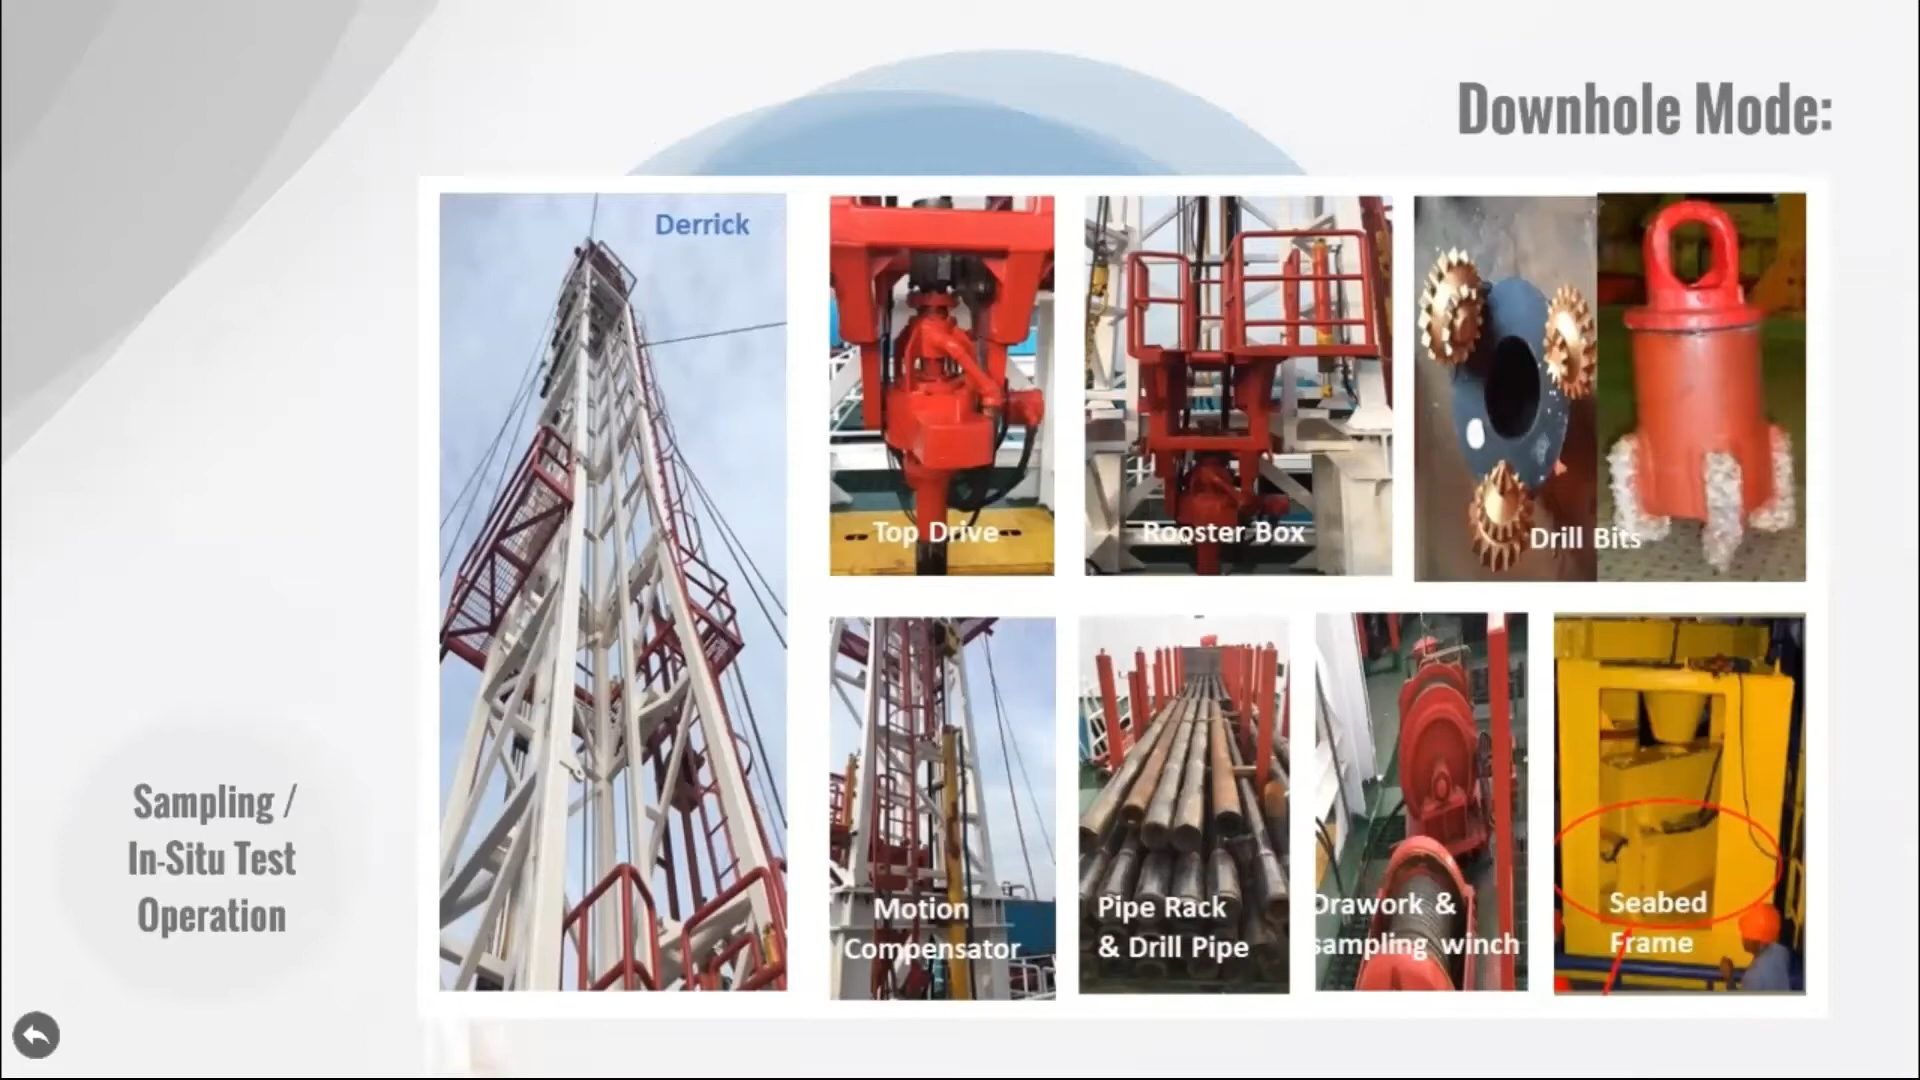 Downhole Mode:
Derrick
Top Drive
Rooster Box
Drill Bits
Motion
Compensator
Pipe Rack
& Drill Pipe
Drawork &
sampling winch
Seabed
Frame
Sampling /
In-Situ Test
Operation